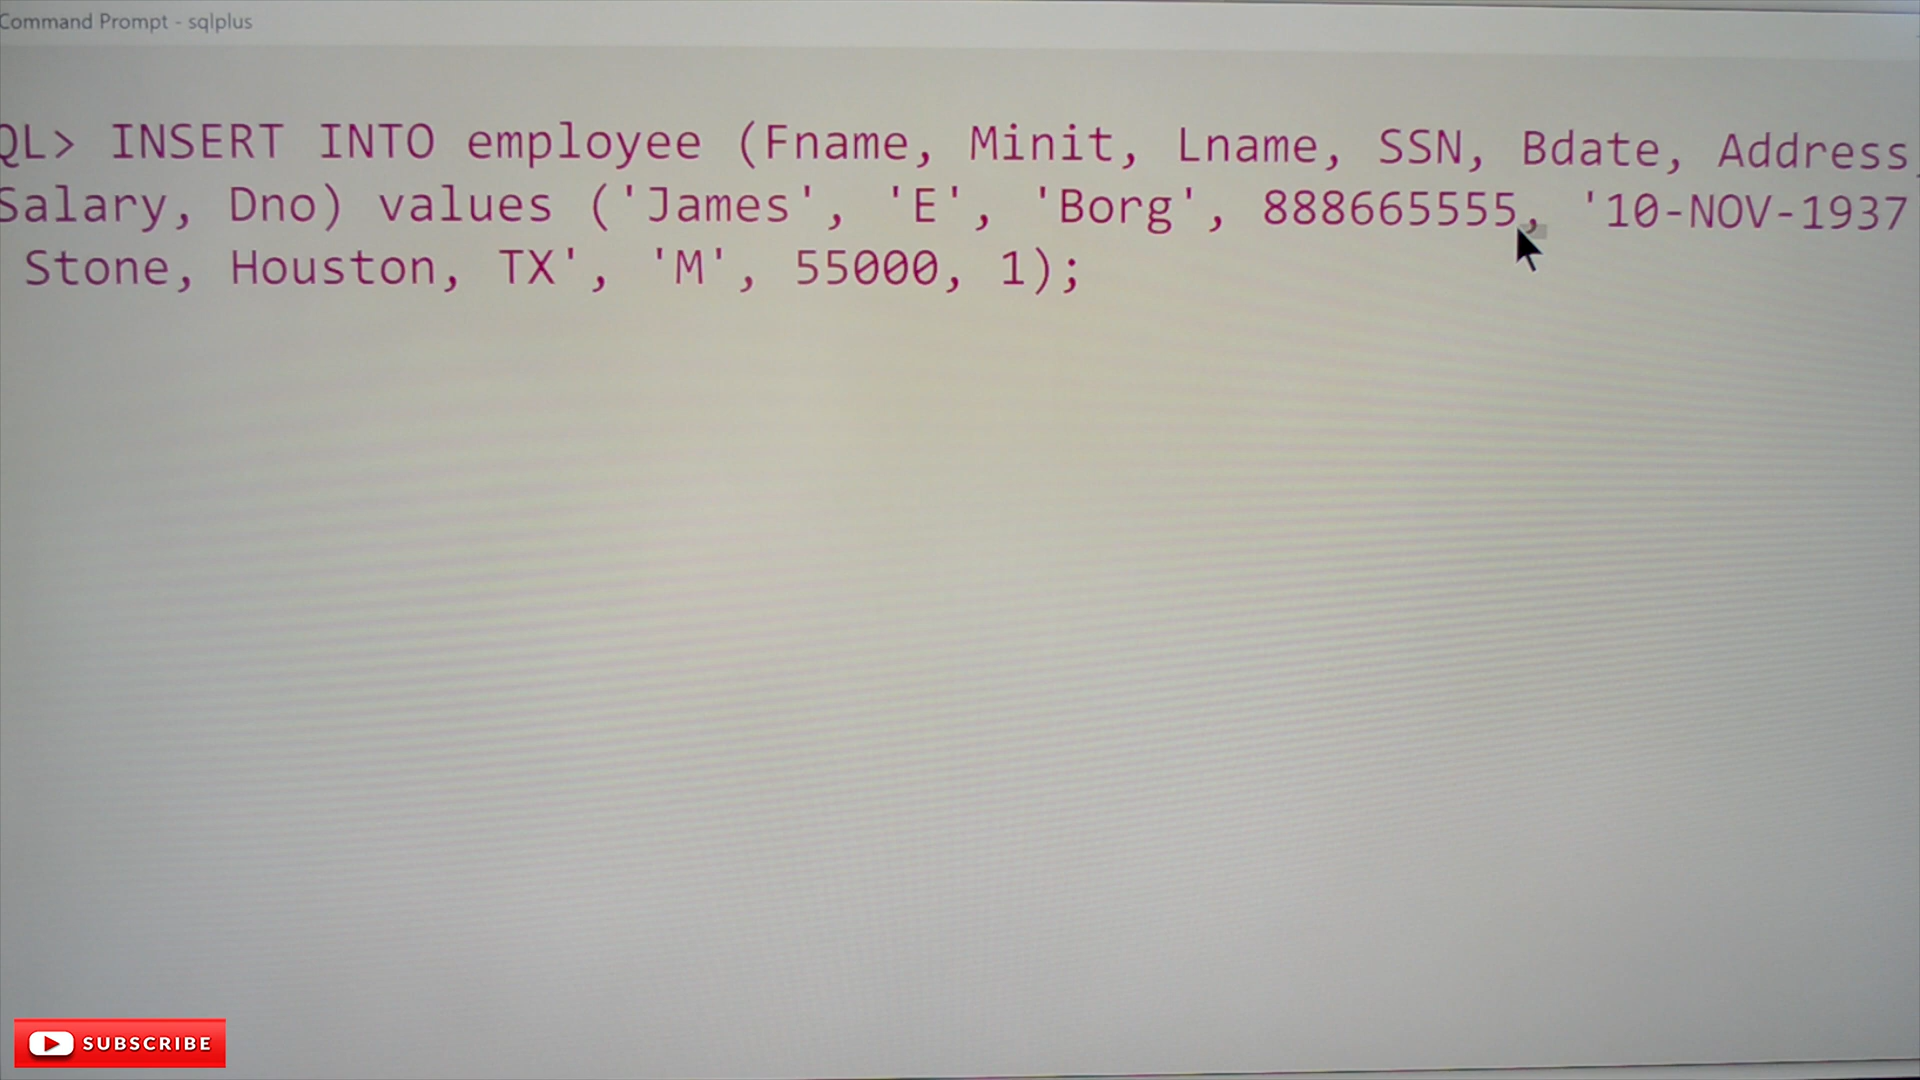 Command Prompt - sqlplus
QL> INSERT INTO employee (Fname, Minit, Lname, SSN, Bdate, Address,
Salary, Dno) values ('James', 'E', 'Borg', 888665555, '10-NOV-1937
Stone, Houston, TX', 'M', 55000, 1);
SUBSCRIBE